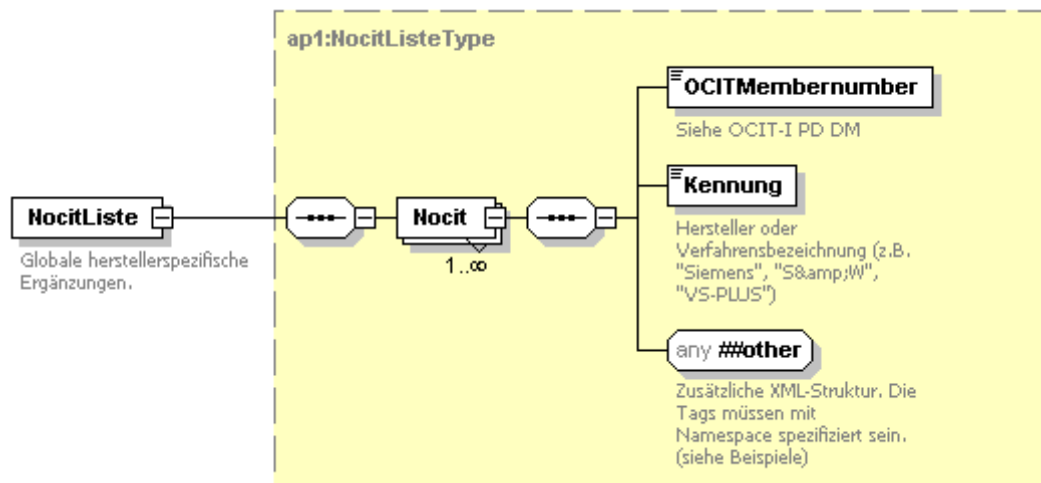 ap1:NocitListeType
OCITMembernumber
Siehe OCIT-I PD DM
Kennung
Hersteller oder
Verfahrensbezeichnung (z.B.
"Siemens", "S&amp;W",
"VS-PLUS")
NocitListe
Globale herstellerspezifische
Ergänzungen.
Nocit
1..∞
any ##other
Zusätzliche XML-Struktur. Die
Tags müssen mit
Namespace spezifiziert sein.
(siehe Beispiele)